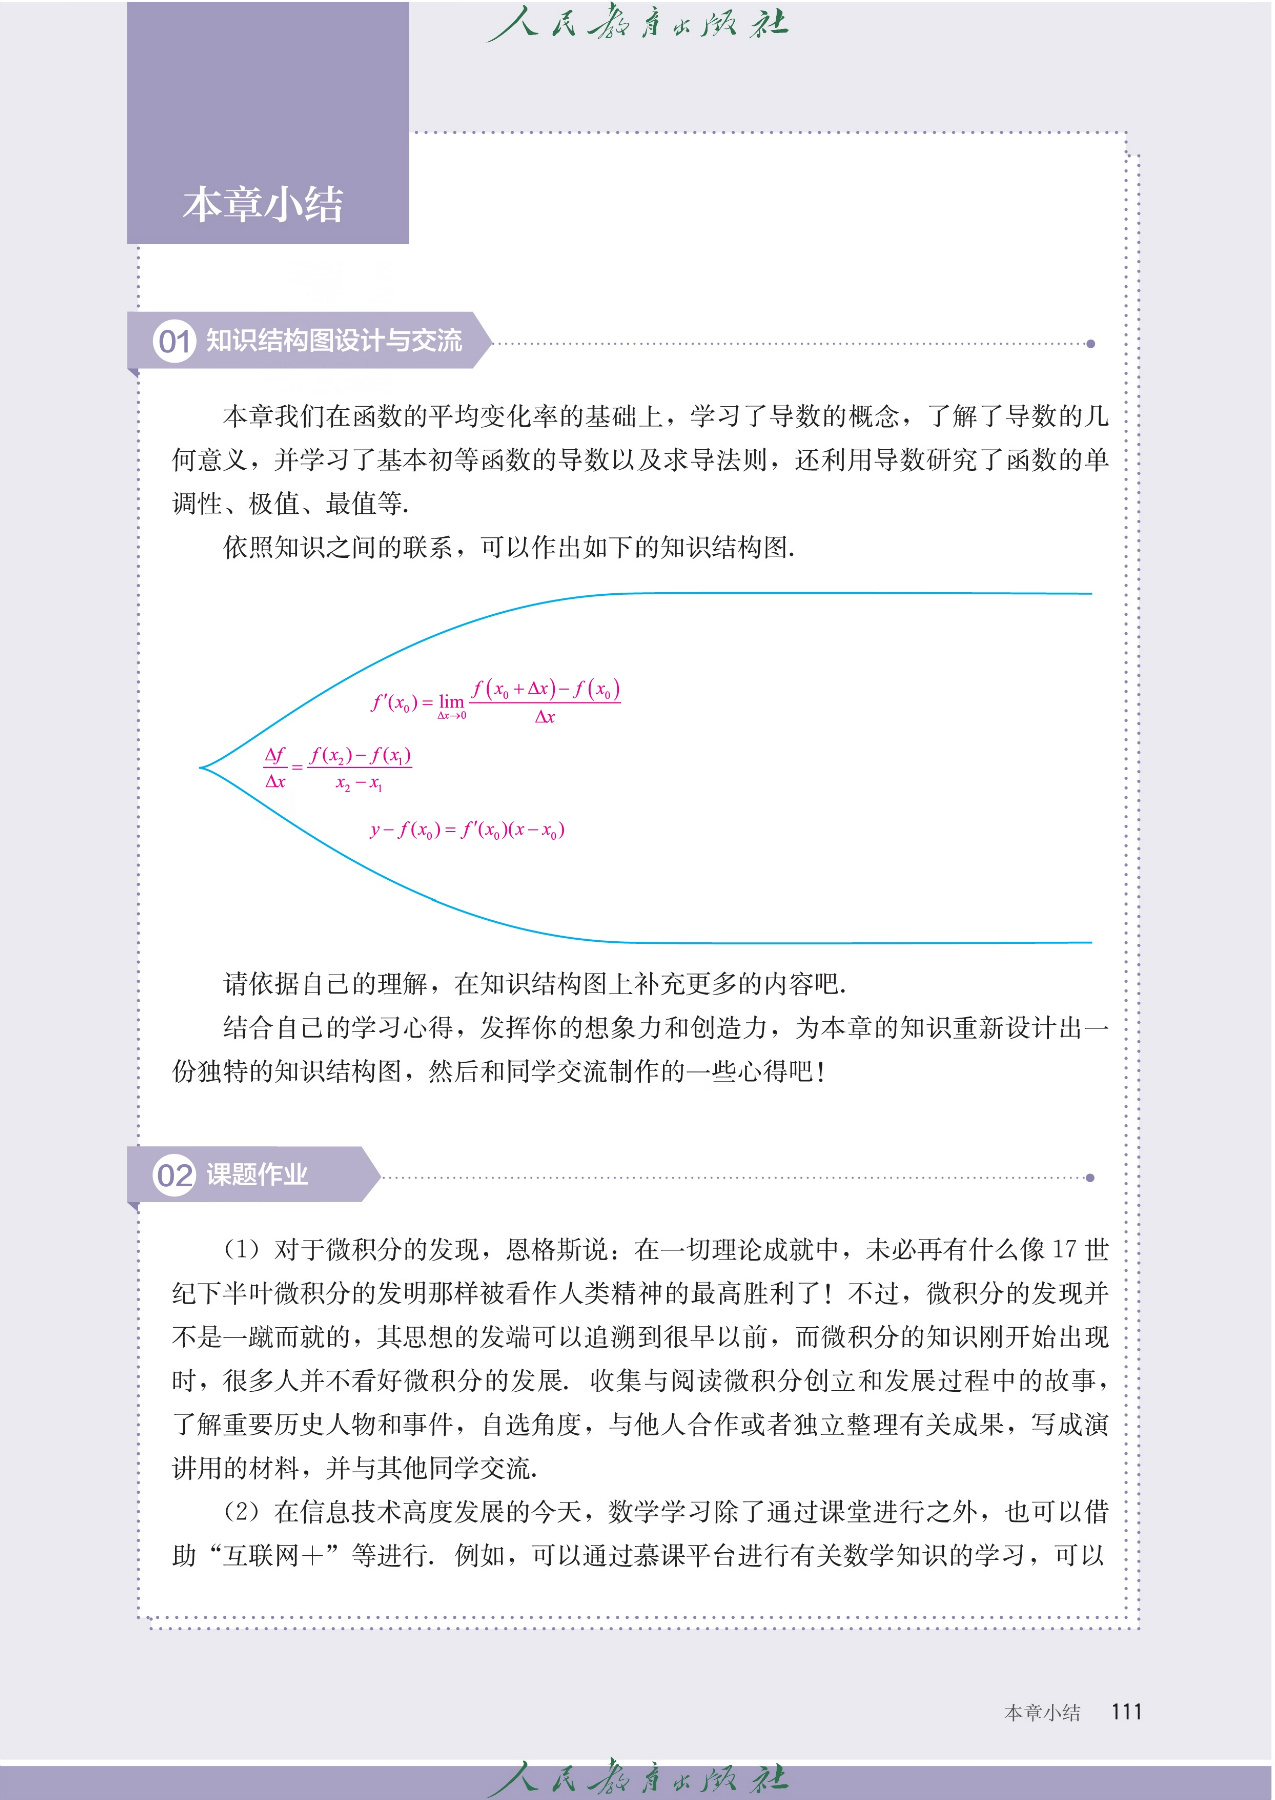 人民教育出版社
本章小结
01 知识结构图设计与交流
本章我们在函数的平均变化率的基础上，学习了导数的概念，了解了导数的几
何意义，并学习了基本初等函数的导数以及求导法则，还利用导数研究了函数的单
调性、极值、最值等.
依照知识之间的联系，可以作出如下的知识结构图.
f′(x₀) = lim_{Δx→0} (f(x₀+Δx)−f(x₀))/Δx
Δf/Δx = (f(x₂)−f(x₁))/(x₂−x₁)
y−f(x₀) = f′(x₀)(x−x₀)
请依据自己的理解，在知识结构图上补充更多的内容吧.
结合自己的学习心得，发挥你的想象力和创造力，为本章的知识重新设计出一
份独特的知识结构图，然后和同学交流制作的一些心得吧！
02 课题作业
（1）对于微积分的发现，恩格斯说：在一切理论成就中，未必再有什么像 17 世
纪下半叶微积分的发明那样被看作人类精神的最高胜利了！不过，微积分的发现并
不是一蹴而就的，其思想的发端可以追溯到很早以前，而微积分的知识刚开始出现
时，很多人并不看好微积分的发展. 收集与阅读微积分创立和发展过程中的故事，
了解重要历史人物和事件，自选角度，与他人合作或者独立整理有关成果，写成演
讲用的材料，并与其他同学交流.
（2）在信息技术高度发展的今天，数学学习除了通过课堂进行之外，也可以借
助“互联网＋”等进行. 例如，可以通过慕课平台进行有关数学知识的学习，可以
本章小结 111
人民教育出版社